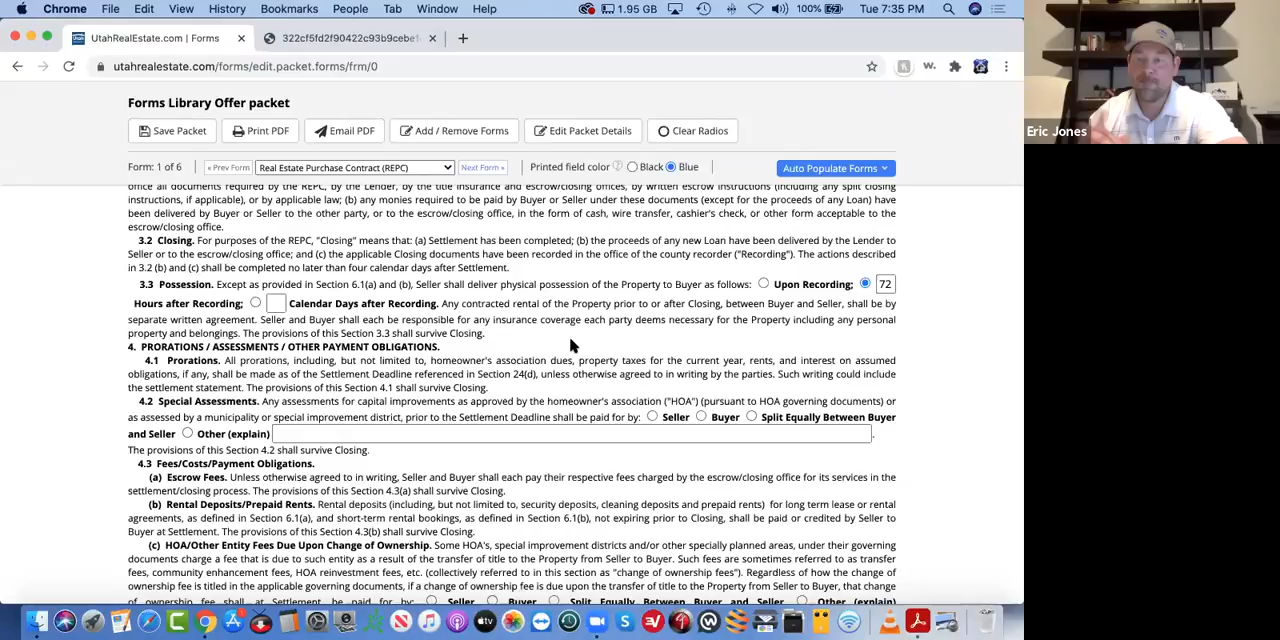 Chrome File Edit View History Bookmarks People Tab Window Help 1.95 GB 100% Tue 7:35 PM
UtahRealEstate.com | Forms 322cf5fd2f90422c93b9cebe
utahrealestate.com/forms/edit.packet.forms/frm/0
Eric Jones
Forms Library Offer packet
Save Packet Print PDF Email PDF Add / Remove Forms Edit Packet Details Clear Radios
Form: 1 of 6 « Prev Form Real Estate Purchase Contract (REPC) Next Form » Printed field color Black Blue Auto Populate Forms
office all documents required by the REPC, by the Lender, by the title insurance and escrow/closing offices, by written escrow instructions (including any split closing
instructions, if applicable), or by applicable law; (b) any monies required to be paid by Buyer or Seller under these documents (except for the proceeds of any Loan) have
been delivered by Buyer or Seller to the other party, or to the escrow/closing office, in the form of cash, wire transfer, cashier's check, or other form acceptable to the
escrow/closing office.
3.2 Closing. For purposes of the REPC, "Closing" means that: (a) Settlement has been completed; (b) the proceeds of any new Loan have been delivered by the Lender to
Seller or to the escrow/closing office; and (c) the applicable Closing documents have been recorded in the office of the county recorder ("Recording"). The actions described
in 3.2 (b) and (c) shall be completed no later than four calendar days after Settlement.
3.3 Possession. Except as provided in Section 6.1(a) and (b), Seller shall deliver physical possession of the Property to Buyer as follows: Upon Recording; 72
Hours after Recording; Calendar Days after Recording. Any contracted rental of the Property prior to or after Closing, between Buyer and Seller, shall be by
separate written agreement. Seller and Buyer shall each be responsible for any insurance coverage each party deems necessary for the Property including any personal
property and belongings. The provisions of this Section 3.3 shall survive Closing.
4. PRORATIONS / ASSESSMENTS / OTHER PAYMENT OBLIGATIONS.
4.1 Prorations. All prorations, including, but not limited to, homeowner's association dues, property taxes for the current year, rents, and interest on assumed
obligations, if any, shall be made as of the Settlement Deadline referenced in Section 24(d), unless otherwise agreed to in writing by the parties. Such writing could include
the settlement statement. The provisions of this Section 4.1 shall survive Closing.
4.2 Special Assessments. Any assessments for capital improvements as approved by the homeowner's association ("HOA") (pursuant to HOA governing documents) or
as assessed by a municipality or special improvement district, prior to the Settlement Deadline shall be paid for by: Seller Buyer Split Equally Between Buyer
and Seller Other (explain) .
The provisions of this Section 4.2 shall survive Closing.
4.3 Fees/Costs/Payment Obligations.
(a) Escrow Fees. Unless otherwise agreed to in writing, Seller and Buyer shall each pay their respective fees charged by the escrow/closing office for its services in the
settlement/closing process. The provisions of this Section 4.3(a) shall survive Closing.
(b) Rental Deposits/Prepaid Rents. Rental deposits (including, but not limited to, security deposits, cleaning deposits and prepaid rents) for long term lease or rental
agreements, as defined in Section 6.1(a), and short-term rental bookings, as defined in Section 6.1(b), not expiring prior to Closing, shall be paid or credited by Seller to
Buyer at Settlement. The provisions of this Section 4.3(b) shall survive Closing.
(c) HOA/Other Entity Fees Due Upon Change of Ownership. Some HOA's, special improvement districts and/or other specially planned areas, under their governing
documents charge a fee that is due to such entity as a result of the transfer of title to the Property from Seller to Buyer. Such fees are sometimes referred to as transfer
fees, community enhancement fees, HOA reinvestment fees, etc. (collectively referred to in this section as "change of ownership fees"). Regardless of how the change of
ownership fee is titled in the applicable governing documents, if a change of ownership fee is due upon the transfer of title to the Property from Seller to Buyer, that change
of ownership fee shall, at Settlement, be paid for by: Seller Buyer Split Equally Between Buyer and Seller Other (explain)